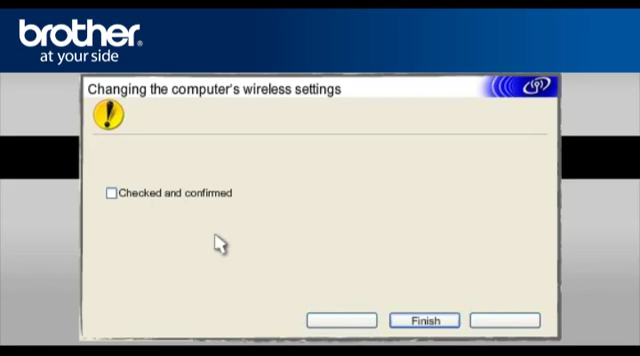 brother
at your side
Changing the computer's wireless settings
Checked and confirmed
Finish